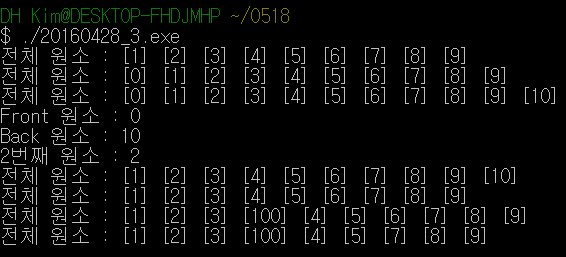 DH Kim@DESKTOP-FHDJMHP ~/0518
$ ./20160428_3.exe
전체 원소 : [1] [2] [3] [4] [5] [6] [7] [8] [9]
전체 원소 : [0] [1] [2] [3] [4] [5] [6] [7] [8] [9]
전체 원소 : [0] [1] [2] [3] [4] [5] [6] [7] [8] [9] [10]
Front 원소 : 0
Back 원소 : 10
2번째 원소 : 2
전체 원소 : [1] [2] [3] [4] [5] [6] [7] [8] [9] [10]
전체 원소 : [1] [2] [3] [4] [5] [6] [7] [8] [9]
전체 원소 : [1] [2] [3] [100] [4] [5] [6] [7] [8] [9]
전체 원소 : [1] [2] [3] [100] [4] [5] [7] [8] [9]